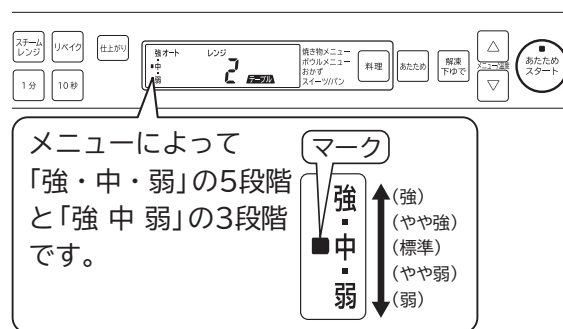 スチーム
レンジ
リベイク
仕上がり
1分
10秒
強 オート
レンジ
・中
弱
2
テーブル
焼き物メニュー
ボウルメニュー
おかず
スイーツ/パン
料理
あたため
解凍
下ゆで
△
メニュー/温度
▽
あたため
スタート
メニューによって
「強・中・弱」の5段階
と「強 中 弱」の3段階
です。
マーク
強
・
■中
・
弱
(強)
(やや強)
(標準)
(やや弱)
(弱)